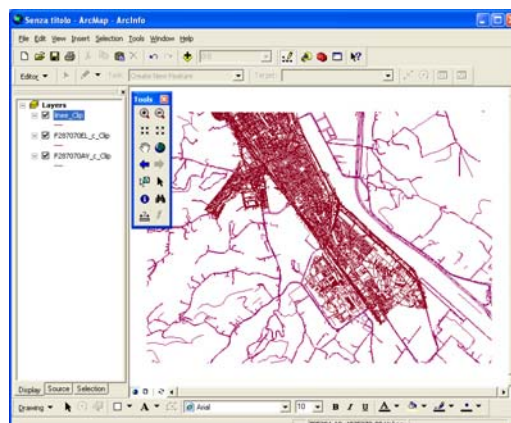 Senza titolo - ArcMap - ArcInfo
File Edit View Insert Selection Tools Window Help
Editor Task: Create New Feature Target:
Tools
Layers
linee_Clip
F287070EL_c_Clip
F287070AY_c_Clip
Display Source Selection
Drawing A Arial 10 B I U A